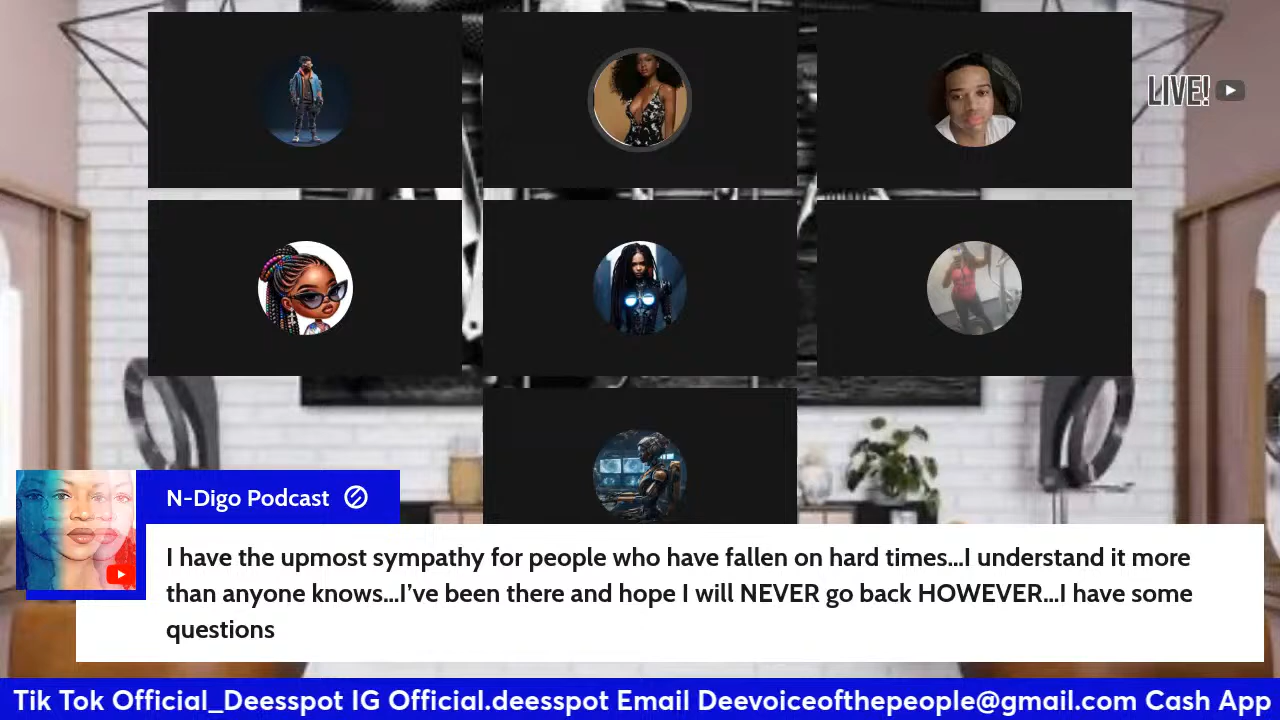 LIVE!
N-Digo Podcast
I have the upmost sympathy for people who have fallen on hard times...I understand it more
than anyone knows...I’ve been there and hope I will NEVER go back HOWEVER...I have some
questions
Tik Tok Official_Deesspot IG Official.deesspot Email Deevoiceofthepeople@gmail.com Cash App